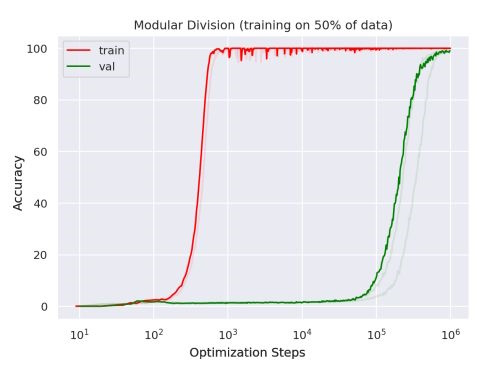 Modular Division (training on 50% of data)
train
val
100
80
60
40
20
0
Accuracy
10¹ 10² 10³ 10⁴ 10⁵ 10⁶
Optimization Steps